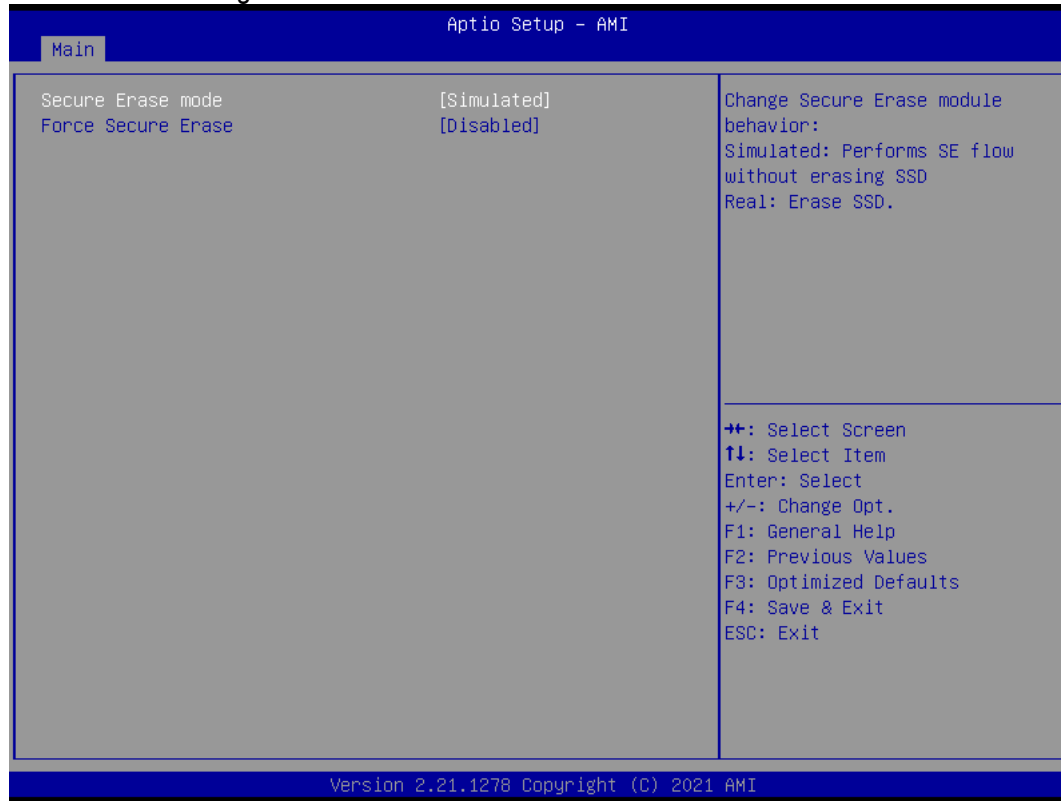 Aptio Setup – AMI
Main
Secure Erase mode [Simulated]
Force Secure Erase [Disabled]
Change Secure Erase module
behavior:
Simulated: Performs SE flow
without erasing SSD
Real: Erase SSD.
→←: Select Screen
↑↓: Select Item
Enter: Select
+/-: Change Opt.
F1: General Help
F2: Previous Values
F3: Optimized Defaults
F4: Save & Exit
ESC: Exit
Version 2.21.1278 Copyright (C) 2021 AMI